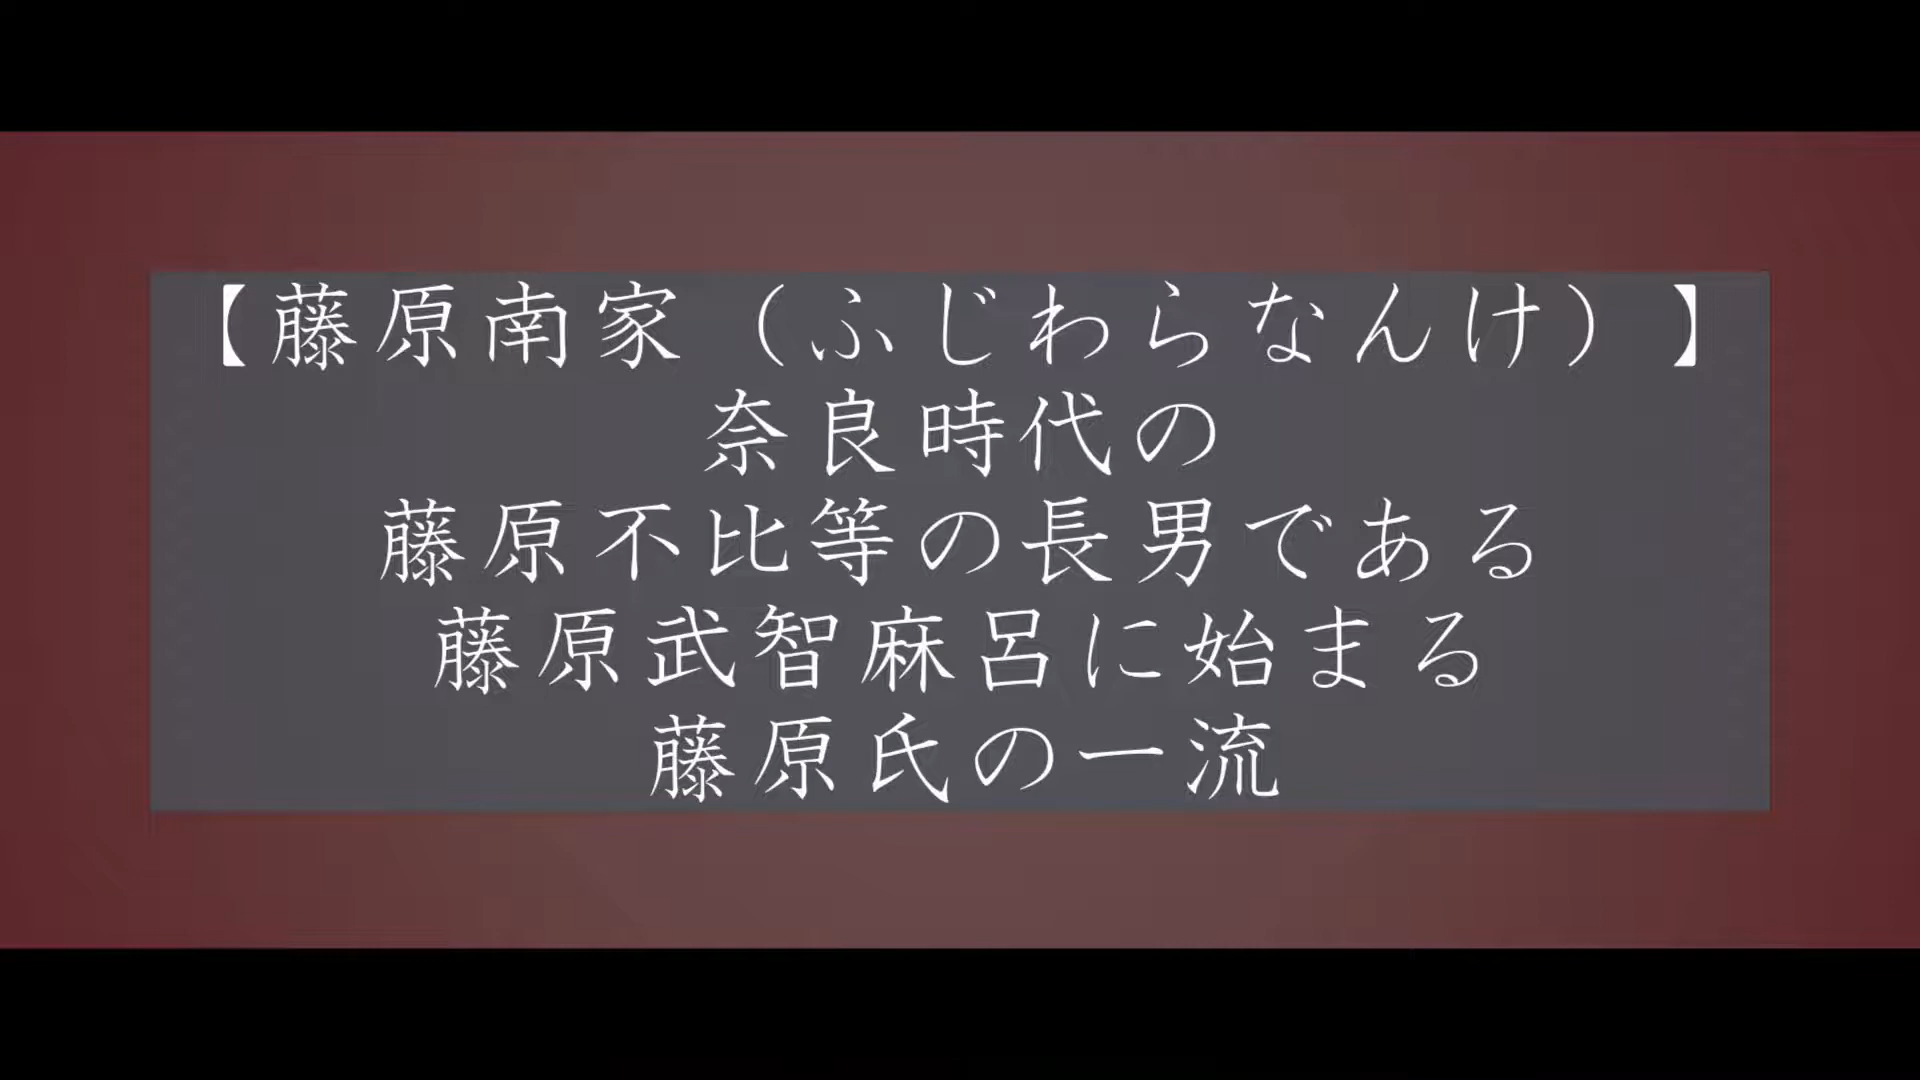 【藤原南家（ふじわらなんけ）】
奈良時代の
藤原不比等の長男である
藤原武智麻呂に始まる
藤原氏の一流